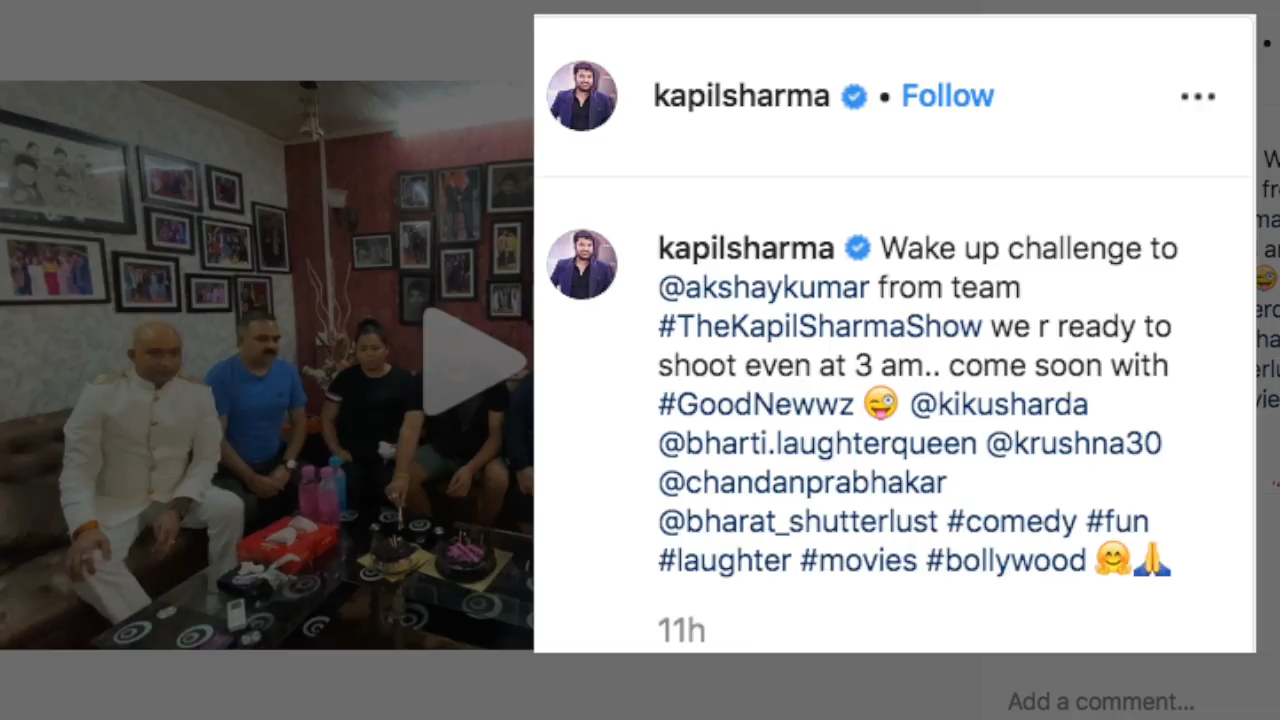 kapilsharma • Follow
kapilsharma Wake up challenge to
@akshaykumar from team
#TheKapilSharmaShow we r ready to
shoot even at 3 am.. come soon with
#GoodNewwz 😜 @kikusharda
@bharti.laughterqueen @krushna30
@chandanprabhakar
@bharat_shutterlust #comedy #fun
#laughter #movies #bollywood 🤗🙏
11h
Add a comment...